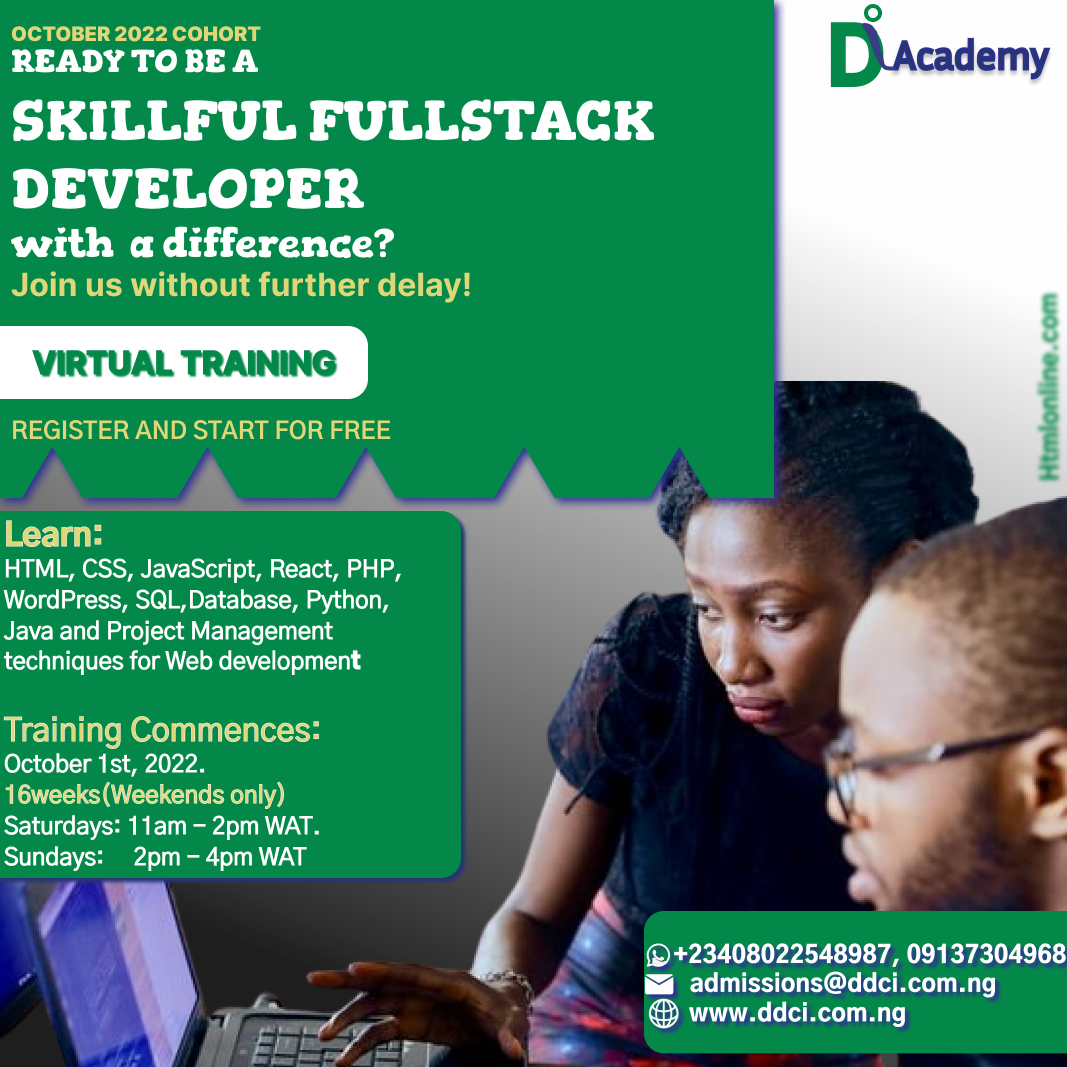 OCTOBER 2022 COHORT
READY TO BE A
SKILLFUL FULLSTACK
DEVELOPER
with a difference?
Join us without further delay!
VIRTUAL TRAINING
REGISTER AND START FOR FREE
Di Academy
Htmlonline.com
Learn:
HTML, CSS, JavaScript, React, PHP,
WordPress, SQL,Database, Python,
Java and Project Management
techniques for Web development
Training Commences:
October 1st, 2022.
16weeks(Weekends only)
Saturdays: 11am – 2pm WAT.
Sundays: 2pm – 4pm WAT
+23408022548987, 09137304968
admissions@ddci.com.ng
www.ddci.com.ng